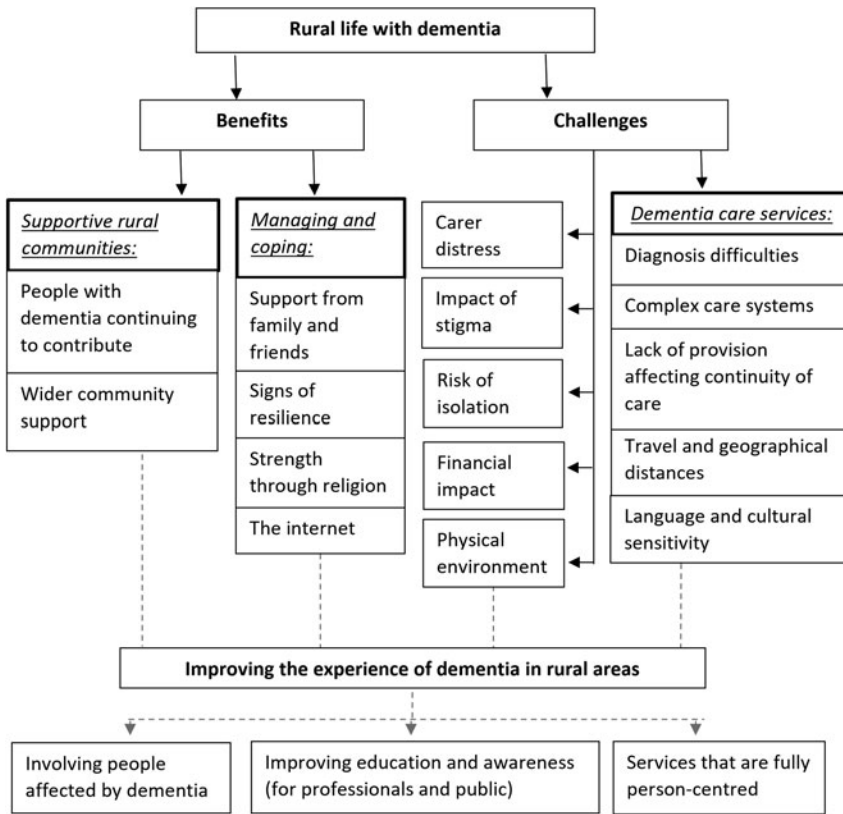 Rural life with dementia
Benefits
Challenges
Supportive rural
communities:
People with
dementia continuing
to contribute
Wider community
support
Managing and
coping:
Support from
family and
friends
Signs of
resilience
Strength
through religion
The internet
Carer
distress
Impact of
stigma
Risk of
isolation
Financial
impact
Physical
environment
Dementia care services:
Diagnosis difficulties
Complex care systems
Lack of provision
affecting continuity of
care
Travel and geographical
distances
Language and cultural
sensitivity
Improving the experience of dementia in rural areas
Involving people
affected by dementia
Improving education and awareness
(for professionals and public)
Services that are fully
person-centred